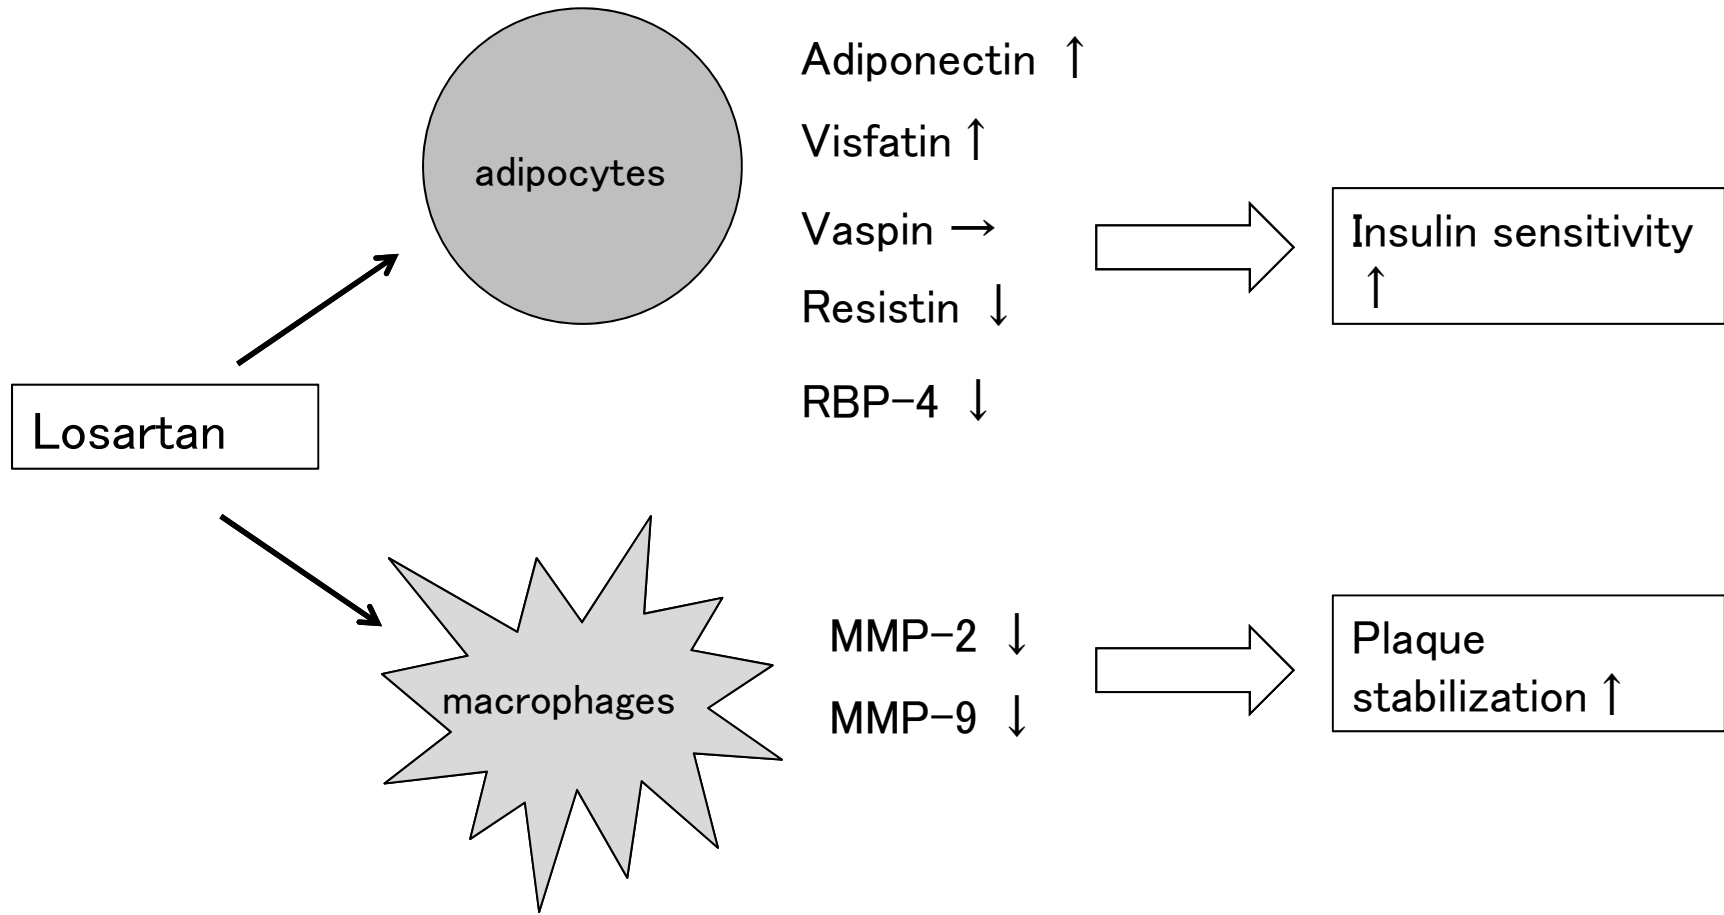 Losartan
adipocytes
Adiponectin ↑
Visfatin ↑
Vaspin →
Resistin ↓
RBP-4 ↓
Insulin sensitivity
↑
macrophages
MMP-2 ↓
MMP-9 ↓
Plaque
stabilization ↑